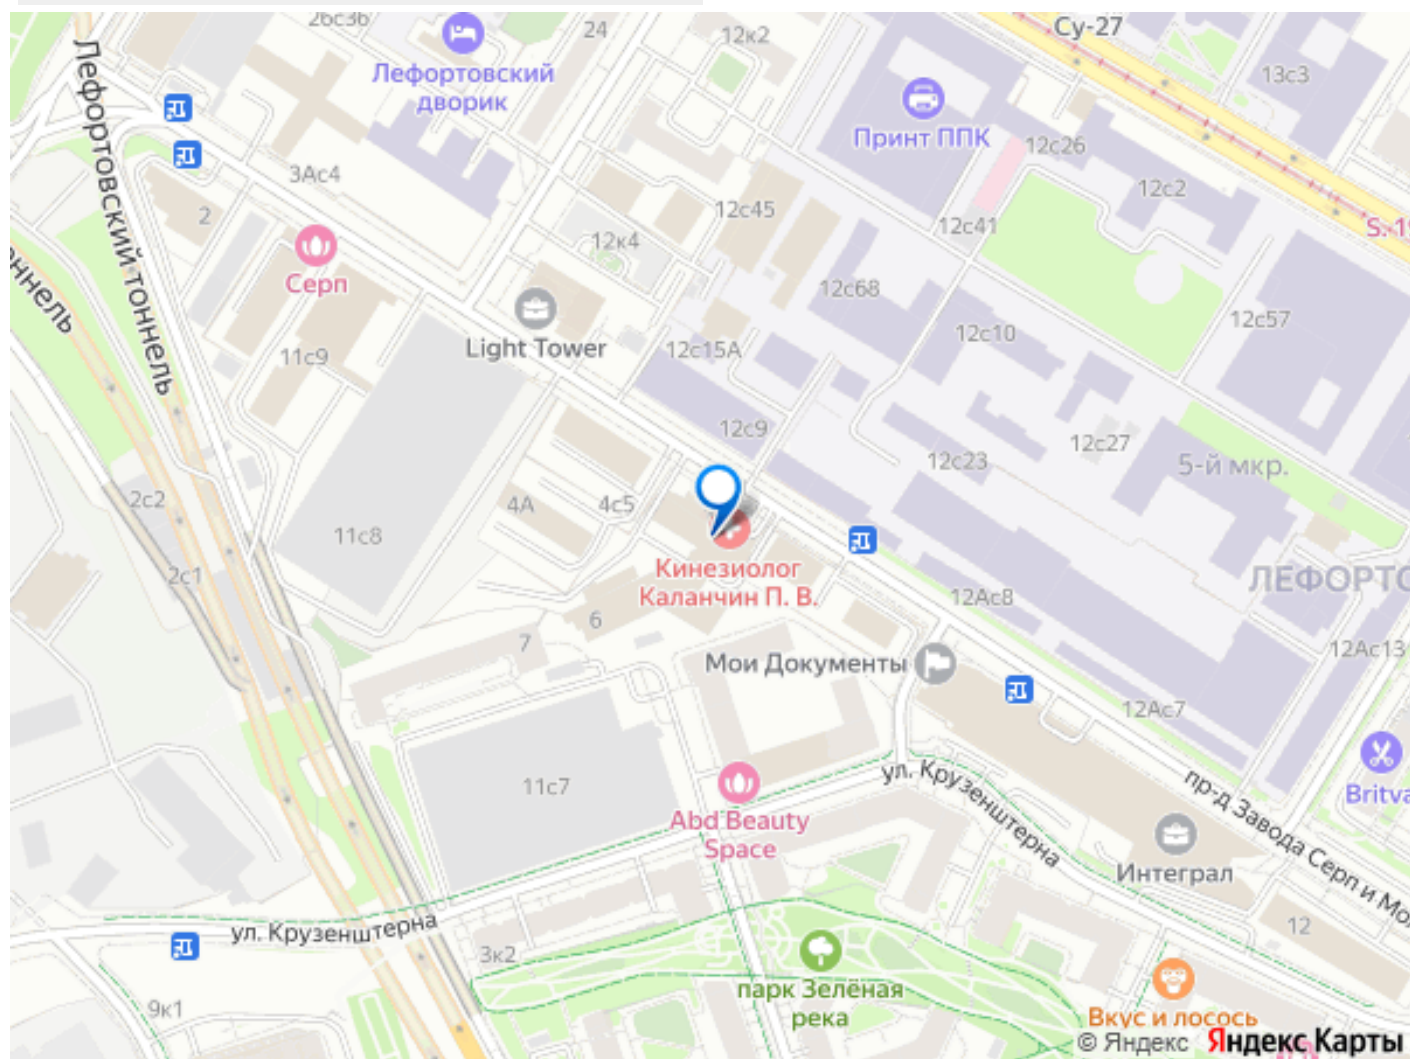 26с36
24
12к2
Су-27
Лефортовский
дворик
13с3
Принт ППК
12с26
Лефортовский тоннель
3Ас4
12с2
2
12с45
12с41
12к4
Серп
12с68
12с57
12с10
Light Tower
12с15А
11с9
12с9
12с27
12с23
5-й мкр.
2с2
4А
4с5
11с8
Кинезиолог
Каланчин П. В.
2с1
12Ас8
6
7
12Ас13
Мои Документы
12Ас7
ул. Крузенштерна
11с7
пр-д Завода Серп и Мо
Britva
Abd Beauty
Space
Интеграл
12
ул. Крузенштерна
3к2
парк Зелёная
река
9к1
Вкус и лосось
© Яндекс Яндекс Карты